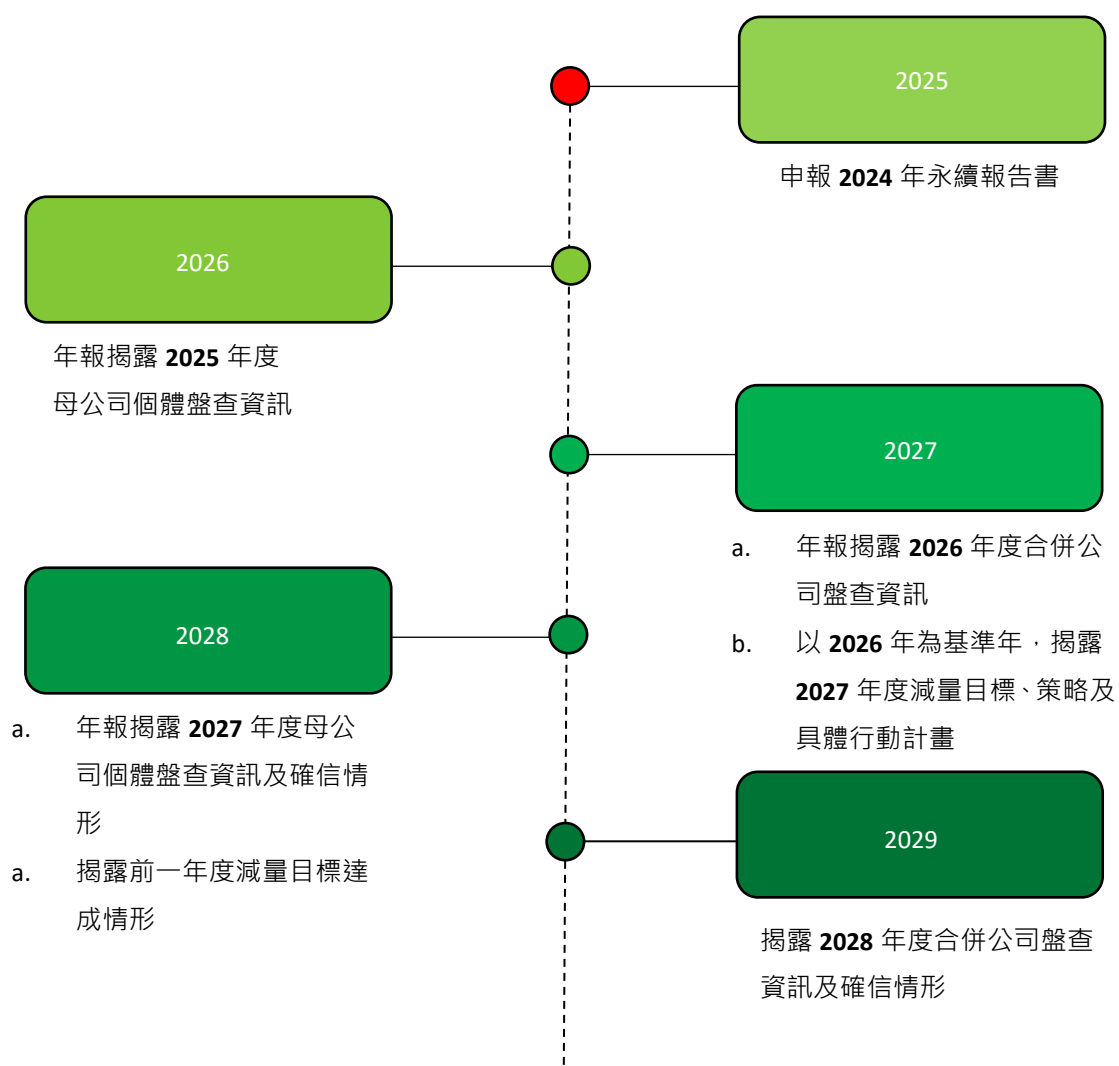 2025
申報 2024 年永續報告書
2026
年報揭露 2025 年度
母公司個體盤查資訊
2027
a. 年報揭露 2026 年度合併公
司盤查資訊
b. 以 2026 年為基準年，揭露
2027 年度減量目標、策略及
具體行動計畫
2028
a. 年報揭露 2027 年度母公
司個體盤查資訊及確信情
形
a. 揭露前一年度減量目標達
成情形
2029
揭露 2028 年度合併公司盤查
資訊及確信情形